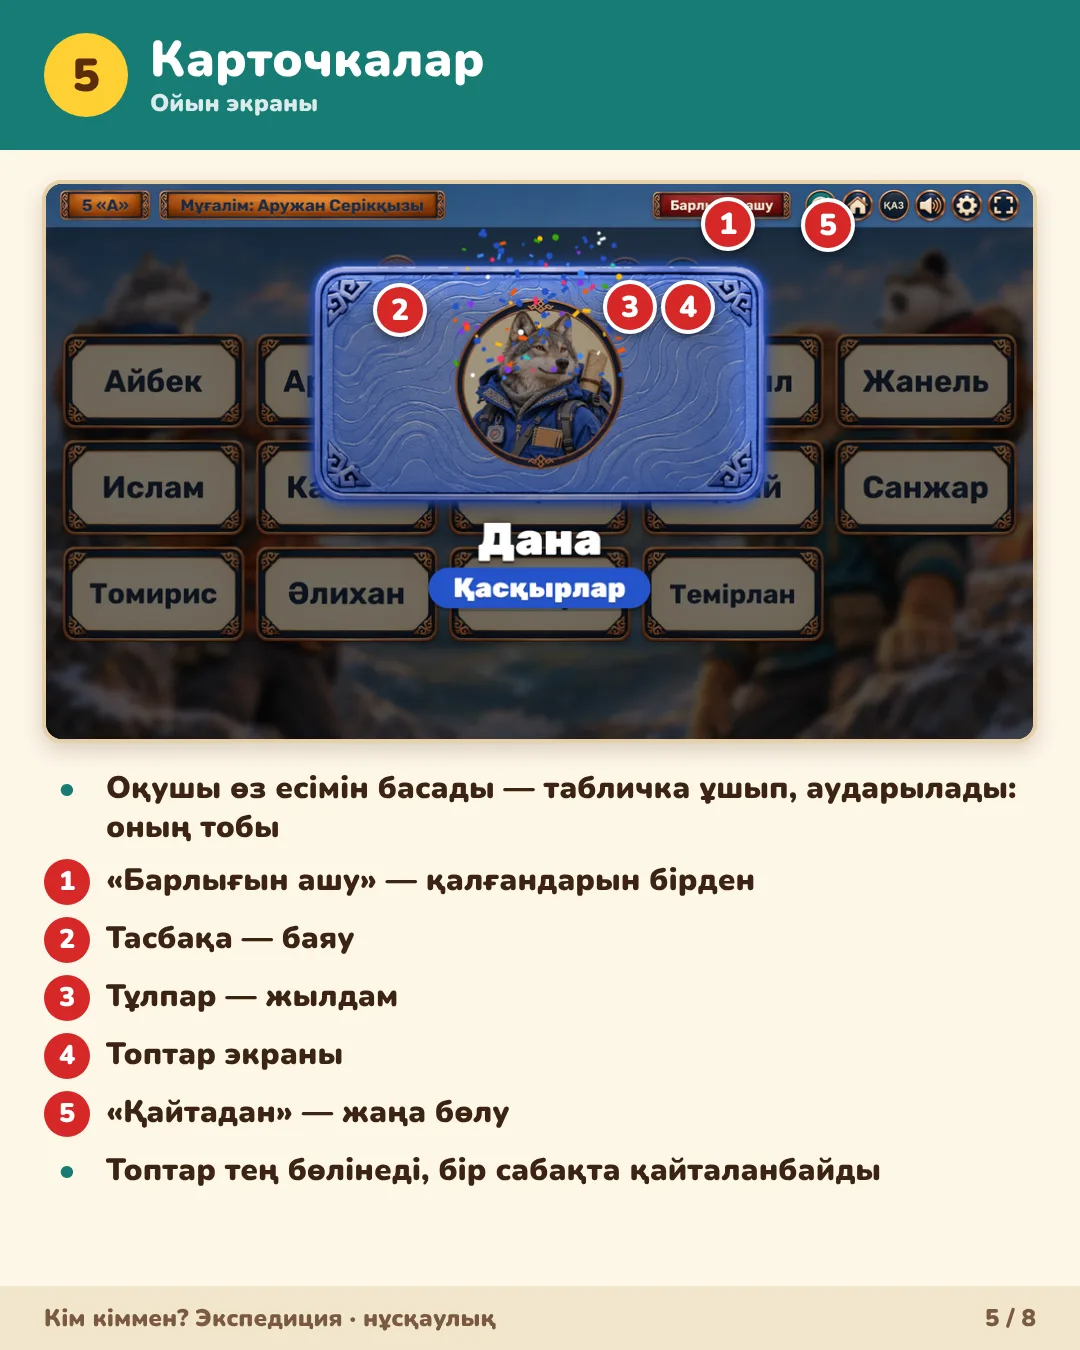 5
Карточкалар
Ойын экраны
5 «А»
Мұғалім: Аружан Серікқызы
ҚАЗ
1
5
2
3
4
Айбек
Жанель
Ислам
Санжар
Дана
Қасқырлар
Томирис
Әлихан
Темірлан
• Оқушы өз есімін басады — табличка ұшып, аударылады:
оның тобы
1 «Барлығын ашу» — қалғандарын бірден
2 Тасбақа — баяу
3 Тұлпар — жылдам
4 Топтар экраны
5 «Қайтадан» — жаңа бөлу
• Топтар тең бөлінеді, бір сабақта қайталанбайды
Кім кіммен? Экспедиция · нұсқаулық
5 / 8